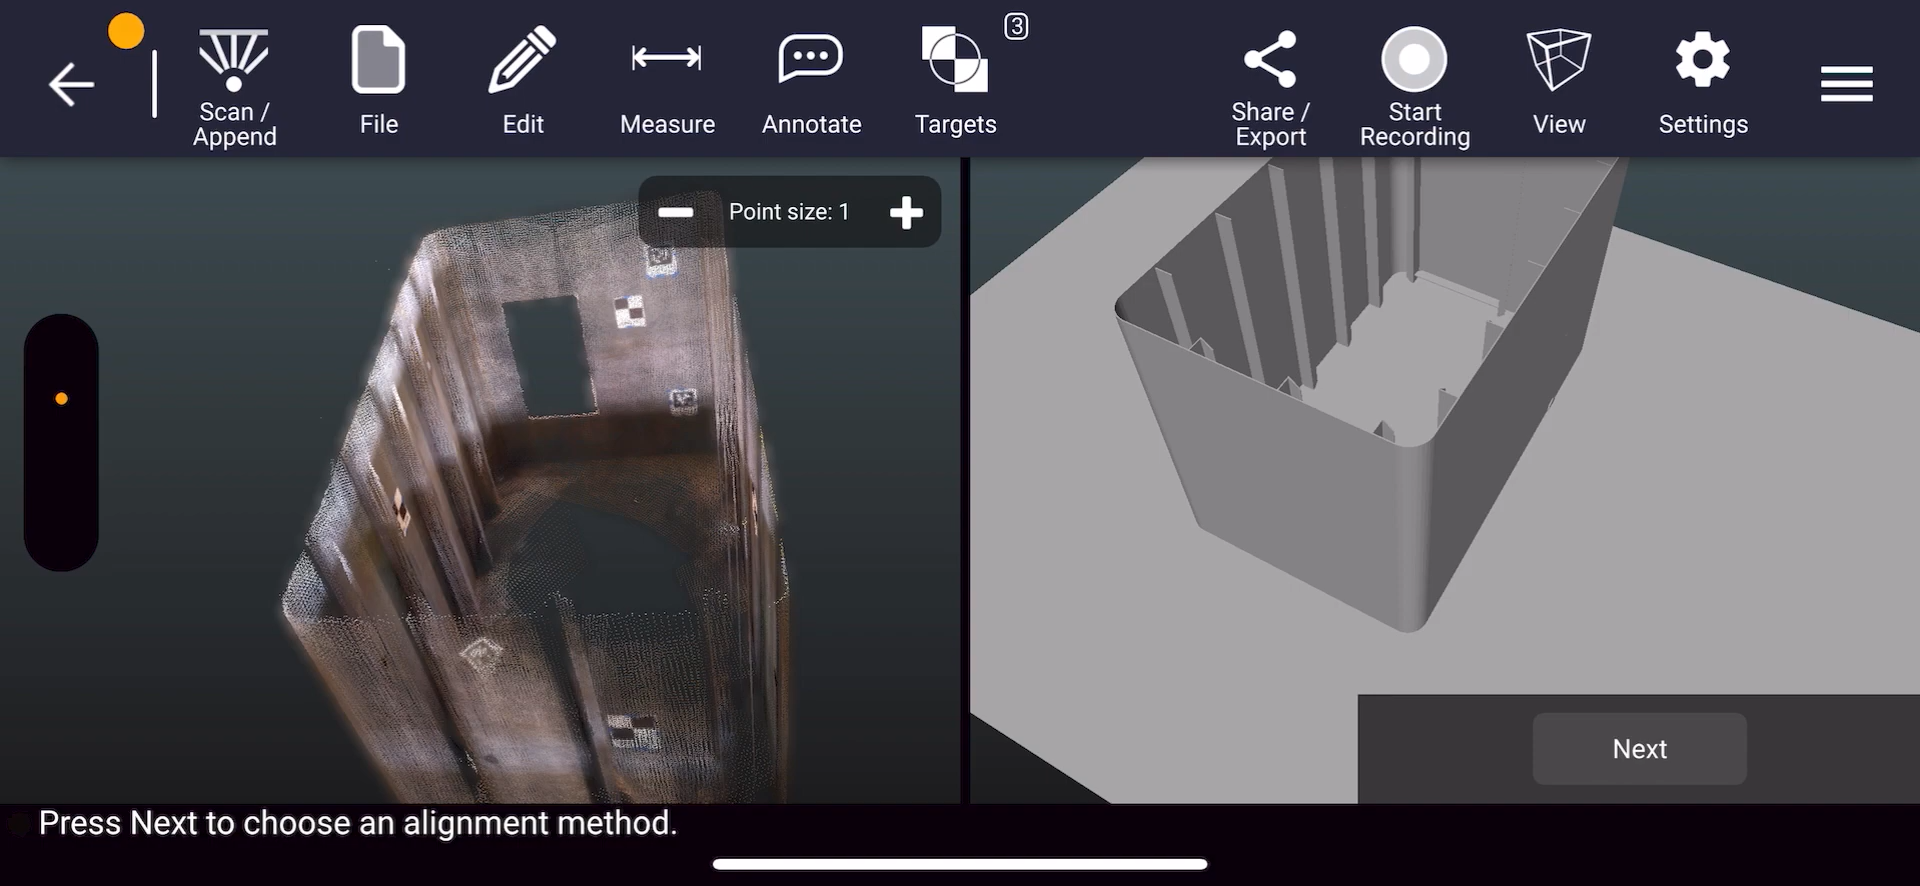 3
Scan /
Append
File
Edit
Measure
Annotate
Targets
Share /
Export
Start
Recording
View
Settings
Point size: 1
Next
Press Next to choose an alignment method.